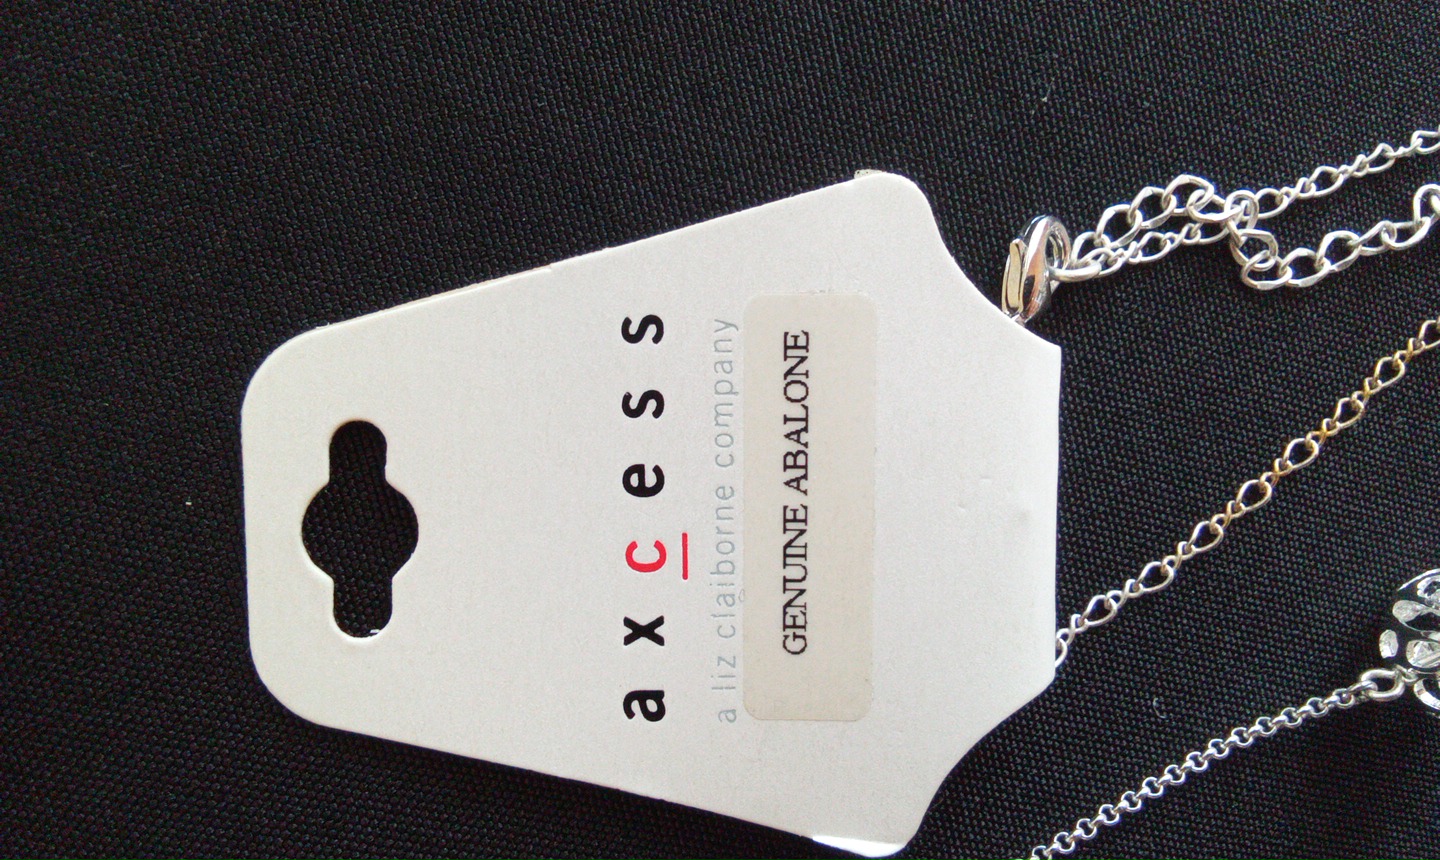 axcess
a liz claiborne company
GENUINE ABALONE